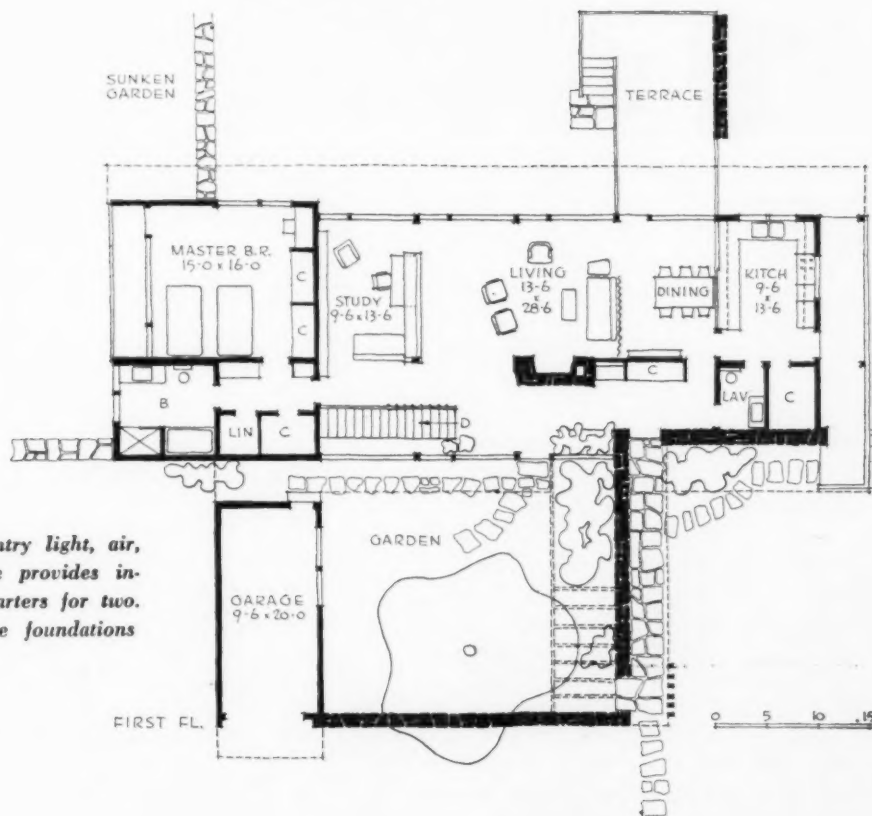 SUNKEN
GARDEN
TERRACE
MASTER B.R.
15-0 x 16-0
C
C
STUDY
9-6 x 13-6
LIVING
13-6
x
28-6
DINING
KITCH
9-6
x
13-6
B
LIN
C
D
C
LAV
C
ntry light, air,
e provides in-
arters for two.
e foundations
GARDEN
GARAGE
9-6 x 20-0
FIRST FL.
0 5 10 15